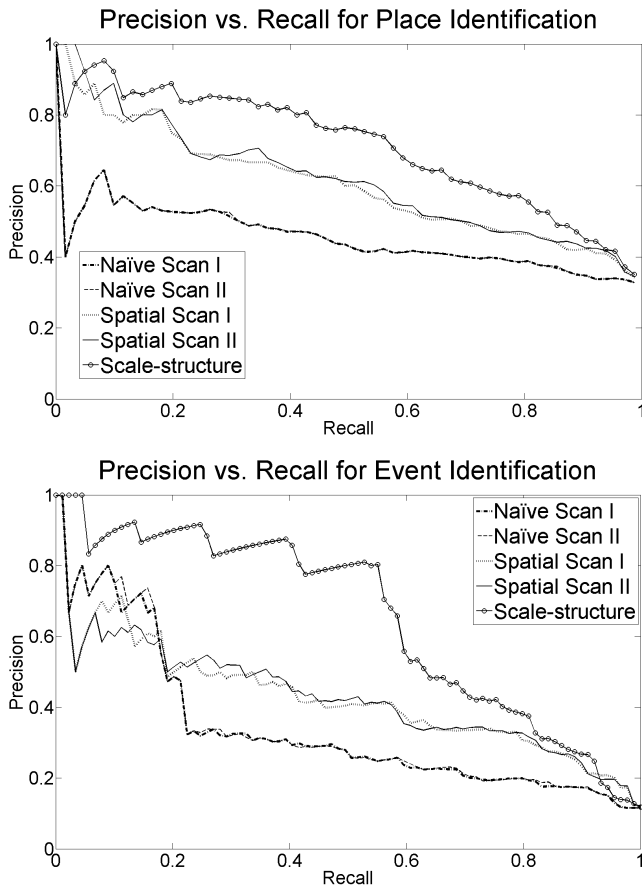 Precision vs. Recall for Place Identification
1
0.8
0.6
0.4
0.2
0
Precision
Naïve Scan I
Naïve Scan II
Spatial Scan I
Spatial Scan II
Scale-structure
0 0.2 0.4 0.6 0.8 1
Recall
Precision vs. Recall for Event Identification
1
0.8
0.6
0.4
0.2
0
Precision
Naïve Scan I
Naïve Scan II
Spatial Scan I
Spatial Scan II
Scale-structure
0 0.2 0.4 0.6 0.8 1
Recall